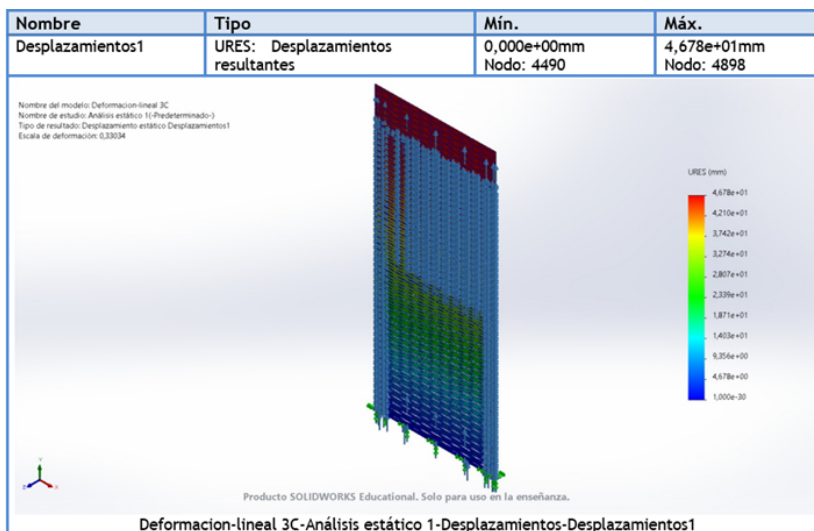 Nombre Tipo Mín. Máx.
Desplazamientos1 URES: Desplazamientos resultantes 0,000e+00mm Nodo: 4490 4,678e+01mm Nodo: 4898
Nombre del modelo: Deformacion-lineal 3C
Nombre de estudio: Análisis estático 1(-Predeterminado-)
Tipo de resultado: Desplazamiento estático Desplazamientos1
Escala de deformación: 0,33034
URES (mm)
4,678e+01
4,210e+01
3,742e+01
3,274e+01
2,807e+01
2,339e+01
1,871e+01
1,403e+01
9,356e+00
4,678e+00
1,000e-30
Y
Z X
Producto SOLIDWORKS Educational. Solo para uso en la enseñanza.
Deformacion-lineal 3C-Análisis estático 1-Desplazamientos-Desplazamientos1